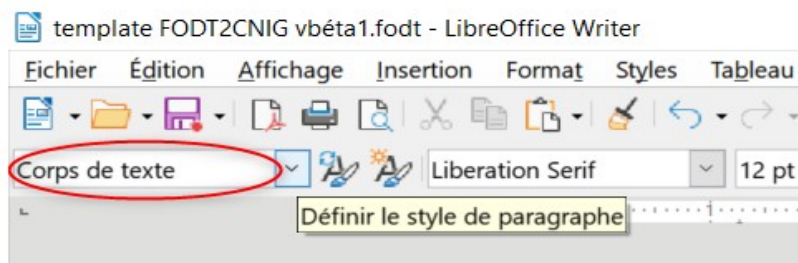 template FODT2CNIG vbéta1.fodt - LibreOffice Writer
Fichier Édition Affichage Insertion Format Styles Tableau
Corps de texte Liberation Serif 12 pt
Définir le style de paragraphe 1